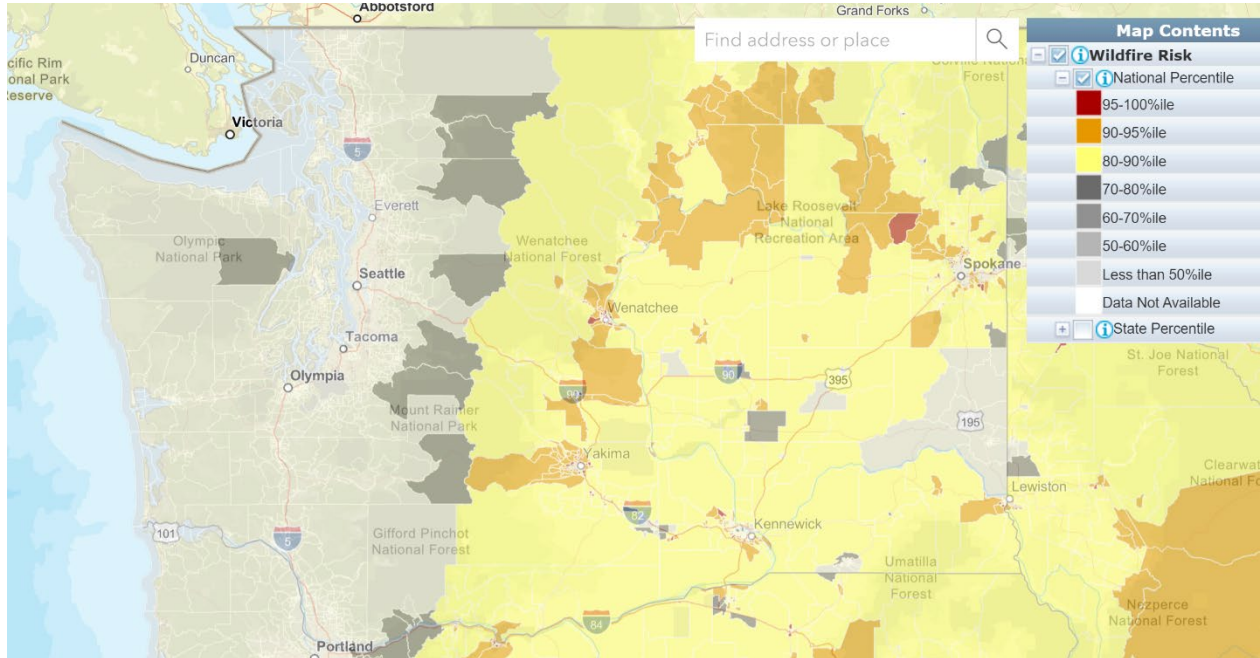 Abbotsford
Grand Forks
Find address or place
Map Contents
Wildfire Risk
National Percentile
95-100%ile
90-95%ile
80-90%ile
70-80%ile
60-70%ile
50-60%ile
Less than 50%ile
Data Not Available
State Percentile
cific Rim
onal Park
Reserve
Duncan
Victoria
5
Forest
Everett
Olympic
National Park
Seattle
Wenatchee
National Forest
Lake Roosevelt
National
Recreation Area
Spokane
Wenatchee
Tacoma
Olympia
90
90
395
St. Joe National
Forest
Mount Rainier
National Park
195
Yakima
Clearwat
National Fo
Lewiston
82
Kennewick
101
5
Gifford Pinchot
National Forest
Umatilla
National
Forest
Nezperce
National Forest
84
Portland